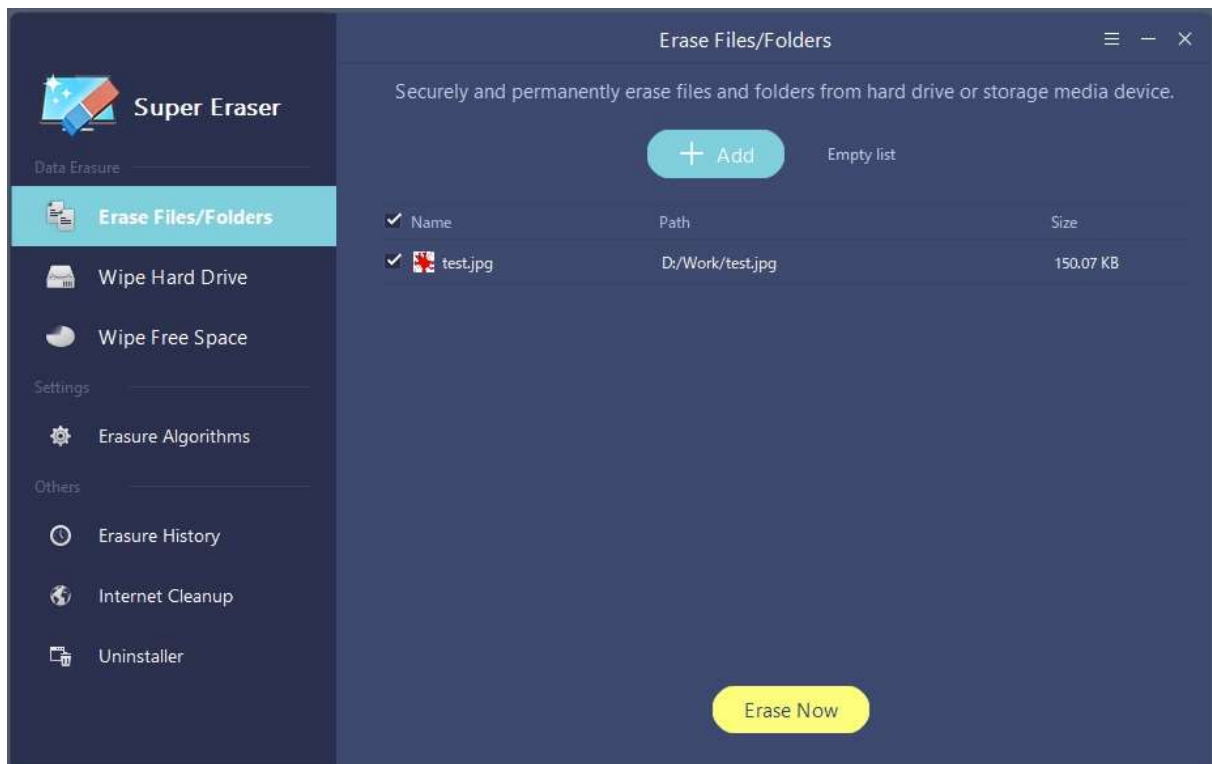 Erase Files/Folders
Super Eraser
Securely and permanently erase files and folders from hard drive or storage media device.
Add
Empty list
Data Erasure
Erase Files/Folders
Wipe Hard Drive
Wipe Free Space
Settings
Erasure Algorithms
Others
Erasure History
Internet Cleanup
Uninstaller
Name Path Size
test.jpg D:/Work/test.jpg 150.07 KB
Erase Now